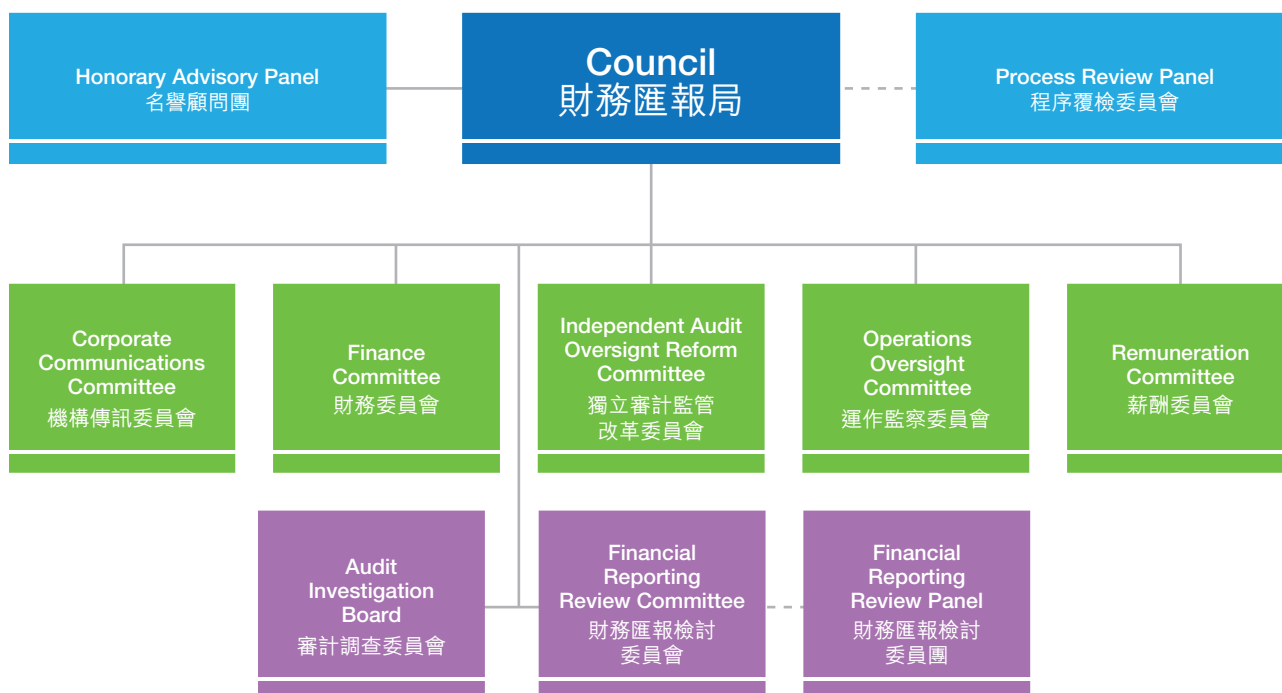 Honorary Advisory Panel
名譽顧問團
Council
財務匯報局
Process Review Panel
程序覆檢委員會
Corporate
Communications
Committee
機構傳訊委員會
Finance
Committee
財務委員會
Independent Audit
Oversignt Reform
Committee
獨立審計監管
改革委員會
Operations
Oversight
Committee
運作監察委員會
Remuneration
Committee
薪酬委員會
Audit
Investigation
Board
審計調查委員會
Financial
Reporting
Review Committee
財務匯報檢討
委員會
Financial
Reporting
Review Panel
財務匯報檢討
委員團